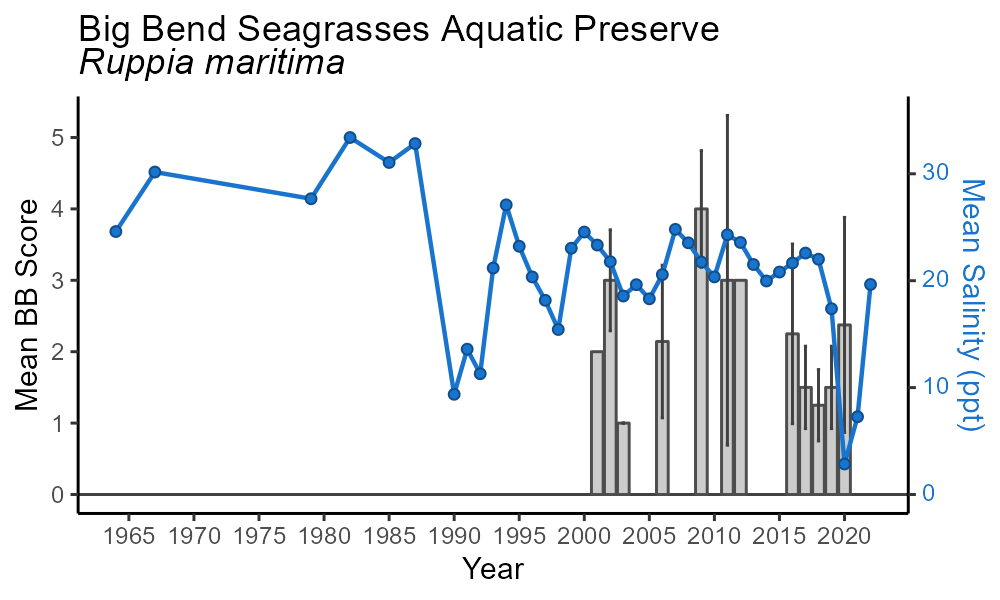 Big Bend Seagrasses Aquatic Preserve
Ruppia maritima
5
4
3
2
1
0
Mean BB Score
30
20
10
0
Mean Salinity (ppt)
1965 1970 1975 1980 1985 1990 1995 2000 2005 2010 2015 2020
Year